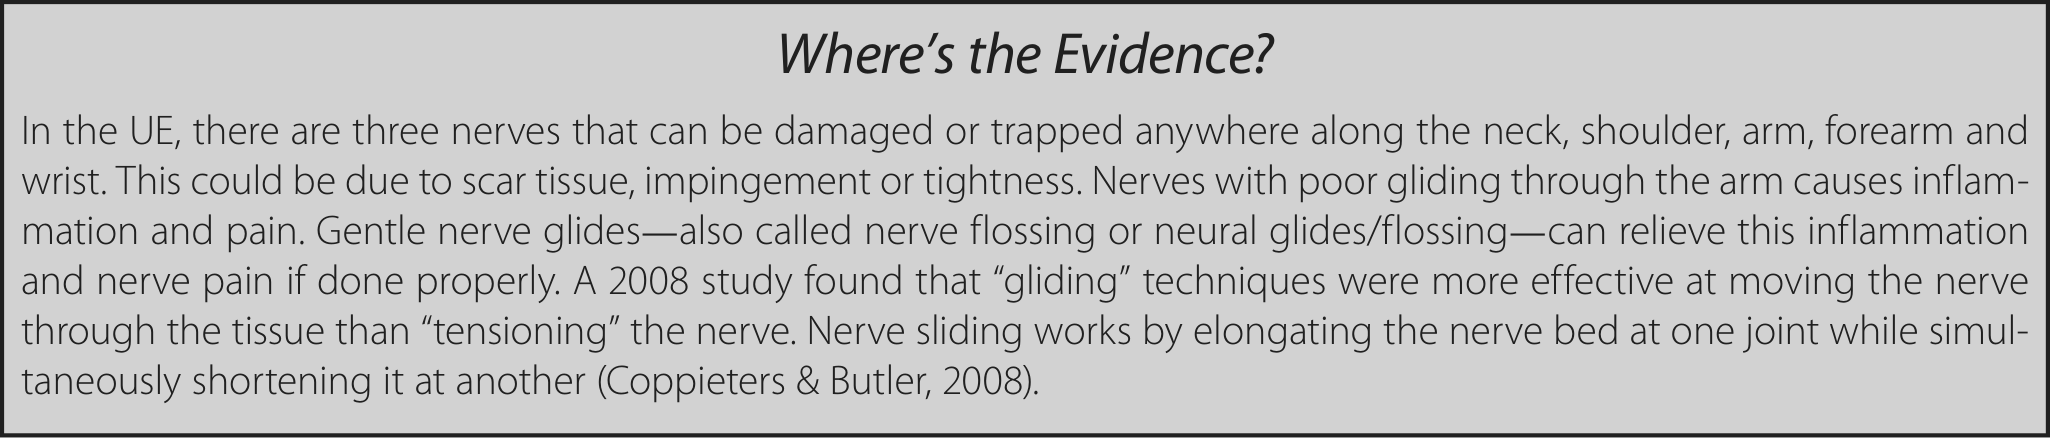 Where’s the Evidence?
In the UE, there are three nerves that can be damaged or trapped anywhere along the neck, shoulder, arm, forearm and
wrist. This could be due to scar tissue, impingement or tightness. Nerves with poor gliding through the arm causes inflam-
mation and pain. Gentle nerve glides—also called nerve flossing or neural glides/flossing—can relieve this inflammation
and nerve pain if done properly. A 2008 study found that “gliding” techniques were more effective at moving the nerve
through the tissue than “tensioning” the nerve. Nerve sliding works by elongating the nerve bed at one joint while simul-
taneously shortening it at another (Coppieters & Butler, 2008).